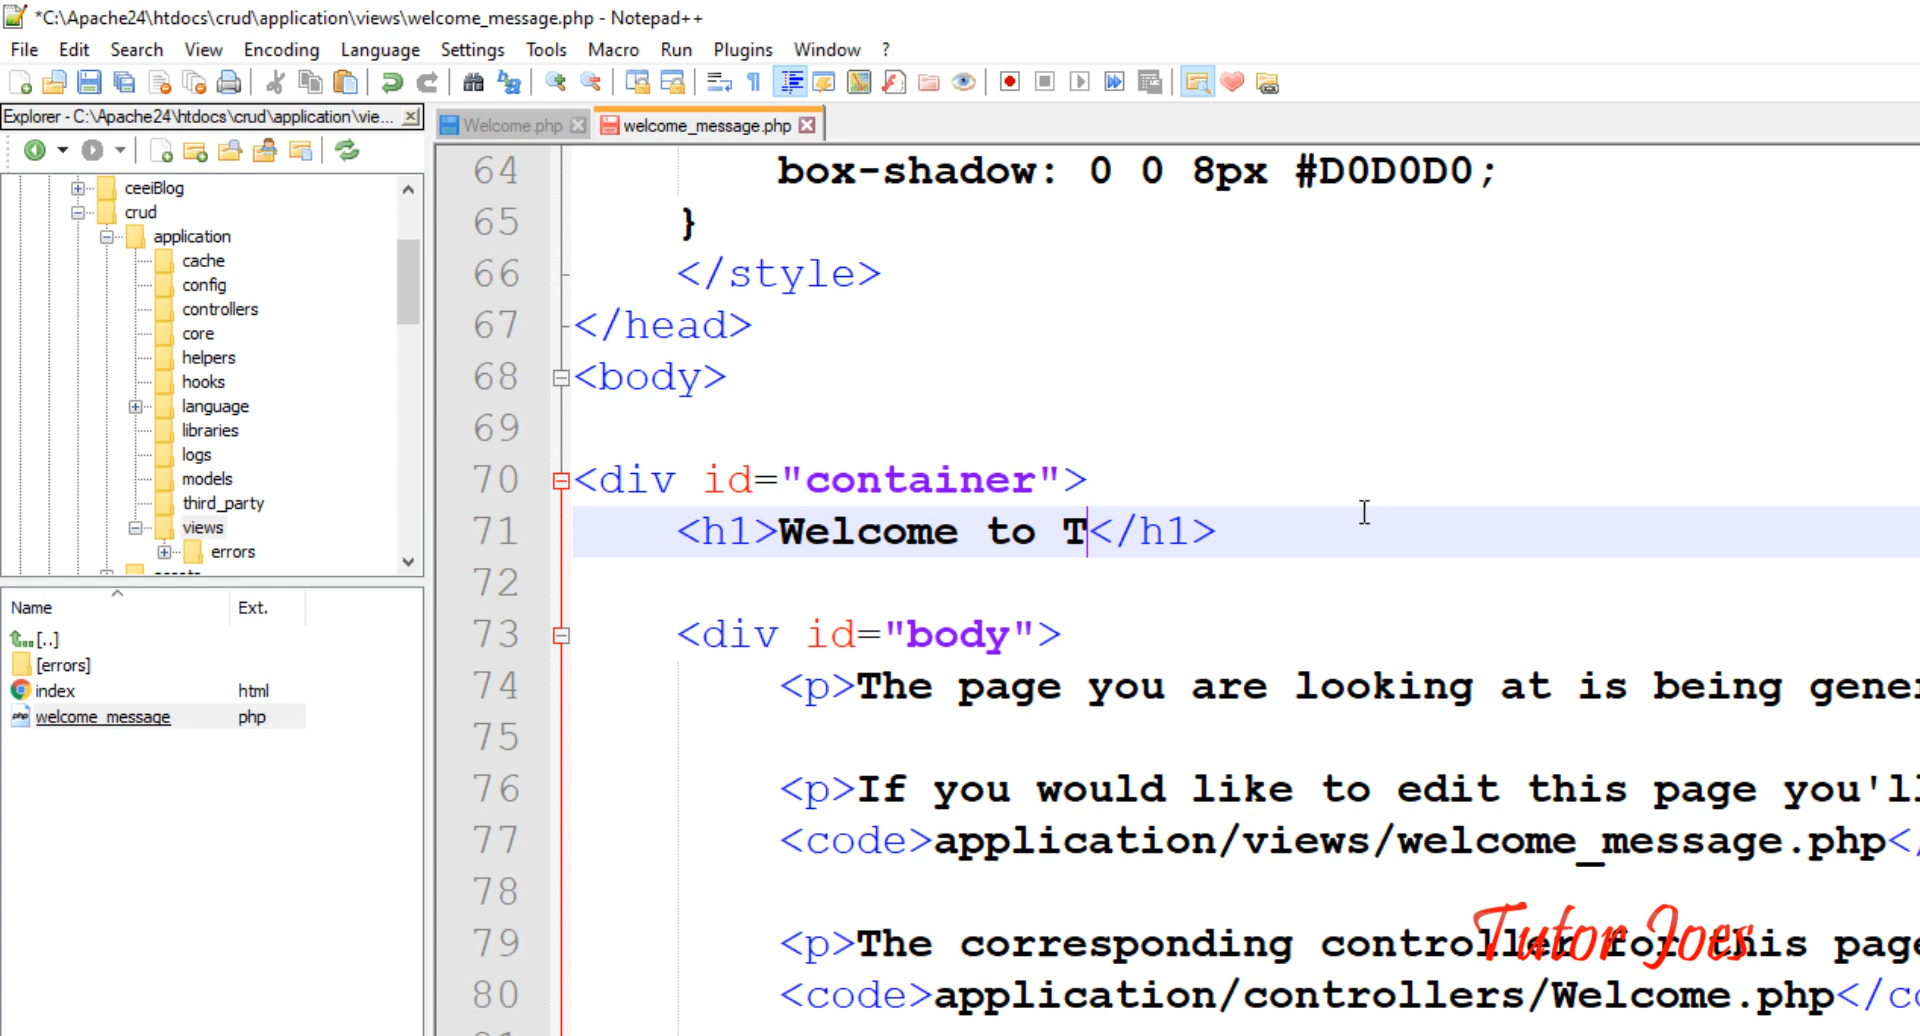 *C:\Apache24\htdocs\crud\application\views\welcome_message.php - Notepad++
File Edit Search View Encoding Language Settings Tools Macro Run Plugins Window ?
Explorer - C:\Apache24\htdocs\crud\application\vie...
Welcome.php welcome_message.php
ceeiBlog
crud
application
cache
config
controllers
core
helpers
hooks
language
libraries
logs
models
third_party
views
errors
Name Ext.
[..]
[errors]
index html
welcome_message php
64 box-shadow: 0 0 8px #D0D0D0;
65 }
66 </style>
67 </head>
68 <body>
69
70 <div id="container">
71 <h1>Welcome to T</h1>
72
73 <div id="body">
74 <p>The page you are looking at is being gene
75
76 <p>If you would like to edit this page you'll
77 <code>application/views/welcome_message.php</
78
79 <p>The corresponding controller for this page
80 <code>application/controllers/Welcome.php</co
Tutor Joes